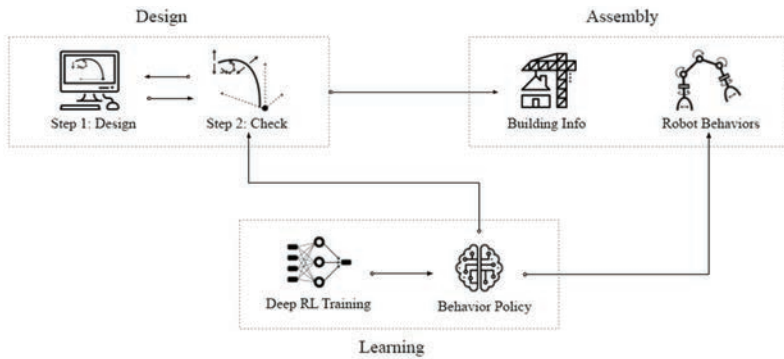 Design
Assembly
Step 1: Design
Step 2: Check
Building Info
Robot Behaviors
Deep RL Training
Behavior Policy
Learning